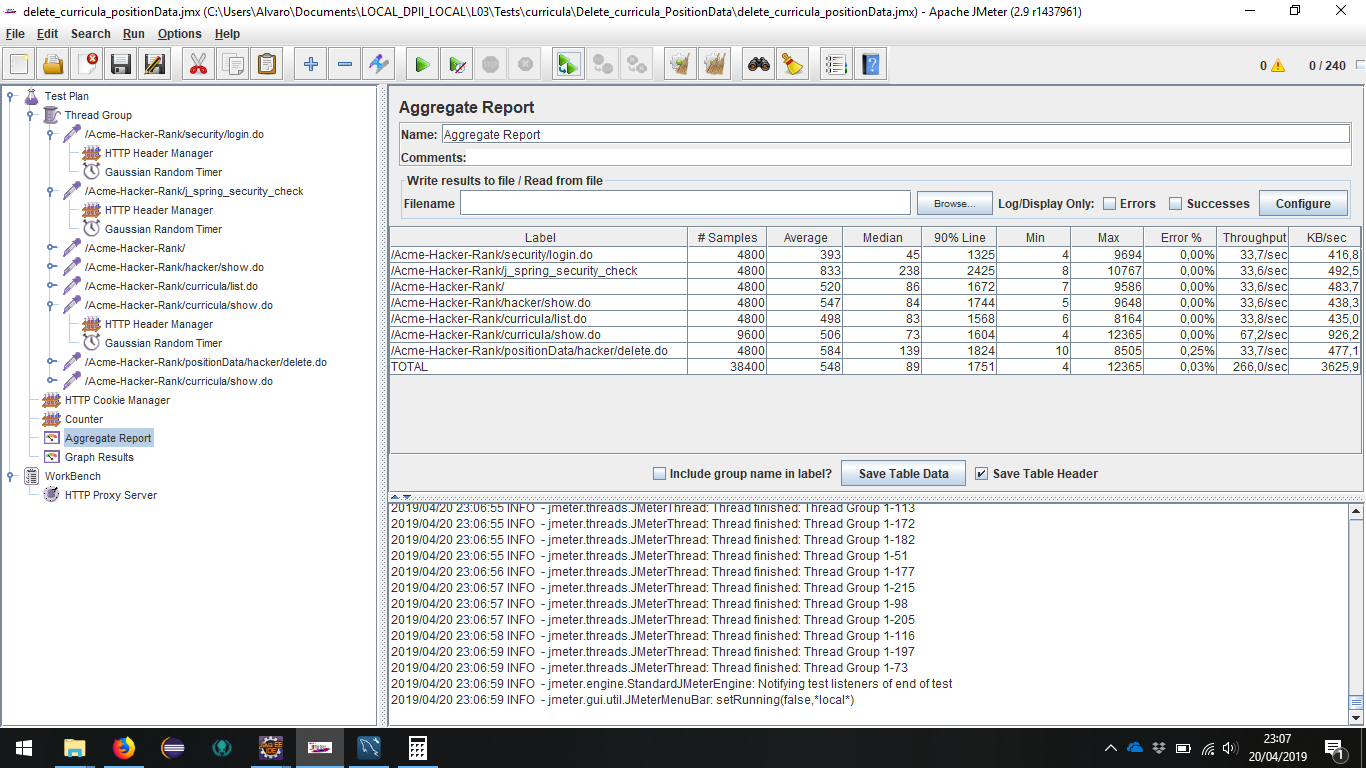 delete_curricula_positionData.jmx (C:\Users\Alvaro\Documents\LOCAL_DPII_LOCAL\L03\Tests\curricula\Delete_curricula_PositionData\delete_curricula_positionData.jmx) - Apache JMeter (2.9 r1437961)
File Edit Search Run Options Help
0 0 / 240
Test Plan
Thread Group
/Acme-Hacker-Rank/security/login.do
HTTP Header Manager
Gaussian Random Timer
/Acme-Hacker-Rank/j_spring_security_check
HTTP Header Manager
Gaussian Random Timer
/Acme-Hacker-Rank/
/Acme-Hacker-Rank/hacker/show.do
/Acme-Hacker-Rank/curricula/list.do
/Acme-Hacker-Rank/curricula/show.do
HTTP Header Manager
Gaussian Random Timer
/Acme-Hacker-Rank/positionData/hacker/delete.do
/Acme-Hacker-Rank/curricula/show.do
HTTP Cookie Manager
Counter
Aggregate Report
Graph Results
WorkBench
HTTP Proxy Server
Aggregate Report
Name: Aggregate Report
Comments:
Write results to file / Read from file
Filename Browse... Log/Display Only: Errors Successes Configure
Label # Samples Average Median 90% Line Min Max Error % Throughput KB/sec
/Acme-Hacker-Rank/security/login.do 4800 393 45 1325 4 9694 0,00% 33,7/sec 416,8
/Acme-Hacker-Rank/j_spring_security_check 4800 833 238 2425 8 10767 0,00% 33,6/sec 492,5
/Acme-Hacker-Rank/ 4800 520 86 1672 7 9586 0,00% 33,6/sec 483,7
/Acme-Hacker-Rank/hacker/show.do 4800 547 84 1744 5 9648 0,00% 33,6/sec 438,3
/Acme-Hacker-Rank/curricula/list.do 4800 498 83 1568 6 8164 0,00% 33,8/sec 435,0
/Acme-Hacker-Rank/curricula/show.do 9600 506 73 1604 4 12365 0,00% 67,2/sec 926,2
/Acme-Hacker-Rank/positionData/hacker/delete.do 4800 584 139 1824 10 8505 0,25% 33,7/sec 477,1
TOTAL 38400 548 89 1751 4 12365 0,03% 266,0/sec 3625,9
Include group name in label? Save Table Data Save Table Header
2019/04/20 23:06:55 INFO - jmeter.threads.JMeterThread: Thread finished: Thread Group 1-113
2019/04/20 23:06:55 INFO - jmeter.threads.JMeterThread: Thread finished: Thread Group 1-172
2019/04/20 23:06:55 INFO - jmeter.threads.JMeterThread: Thread finished: Thread Group 1-182
2019/04/20 23:06:55 INFO - jmeter.threads.JMeterThread: Thread finished: Thread Group 1-51
2019/04/20 23:06:56 INFO - jmeter.threads.JMeterThread: Thread finished: Thread Group 1-177
2019/04/20 23:06:57 INFO - jmeter.threads.JMeterThread: Thread finished: Thread Group 1-215
2019/04/20 23:06:57 INFO - jmeter.threads.JMeterThread: Thread finished: Thread Group 1-98
2019/04/20 23:06:57 INFO - jmeter.threads.JMeterThread: Thread finished: Thread Group 1-205
2019/04/20 23:06:58 INFO - jmeter.threads.JMeterThread: Thread finished: Thread Group 1-116
2019/04/20 23:06:59 INFO - jmeter.threads.JMeterThread: Thread finished: Thread Group 1-197
2019/04/20 23:06:59 INFO - jmeter.threads.JMeterThread: Thread finished: Thread Group 1-73
2019/04/20 23:06:59 INFO - jmeter.engine.StandardJMeterEngine: Notifying test listeners of end of test
2019/04/20 23:06:59 INFO - jmeter.gui.util.JMeterMenuBar: setRunning(false,*local*)
23:07
20/04/2019
1